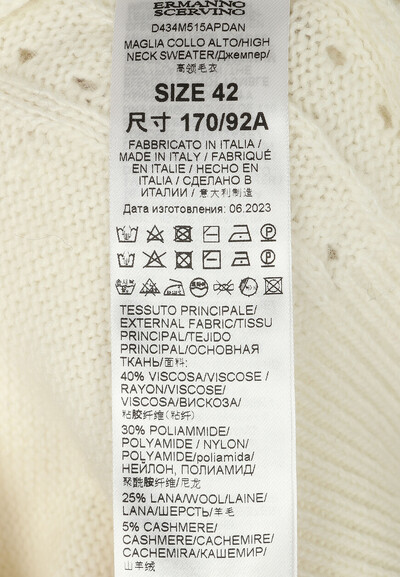 ERMANNO
SCERVINO
D434M515APDAN
MAGLIA COLLO ALTO/HIGH
NECK SWEATER/Джемпер/
高领毛衣
SIZE 42
尺寸 170/92A
FABBRICATO IN ITALIA /
MADE IN ITALY / FABRIQUÉ
EN ITALIE / HECHO EN
ITALIA / СДЕЛАНО В
ИТАЛИИ / 意大利制造
Дата изготовления: 06.2023
TESSUTO PRINCIPALE/
EXTERNAL FABRIC/TISSU
PRINCIPAL/TEJIDO
PRINCIPAL/ОСНОВНАЯ
ТКАНЬ/面料:
40% VISCOSA/VISCOSE /
RAYON/VISCOSE/
VISCOSA/ВИСКОЗА/
粘胶纤维(粘纤)
30% POLIAMMIDE/
POLYAMIDE / NYLON/
POLYAMIDE/poliamida/
НЕЙЛОН, ПОЛИАМИД/
聚酰胺纤维/尼龙
25% LANA/WOOL/LAINE/
LANA/ШЕРСТЬ/羊毛
5% CASHMERE/
CASHMERE/CACHEMIRE/
CACHEMIRA/КАШЕМИР/
山羊绒